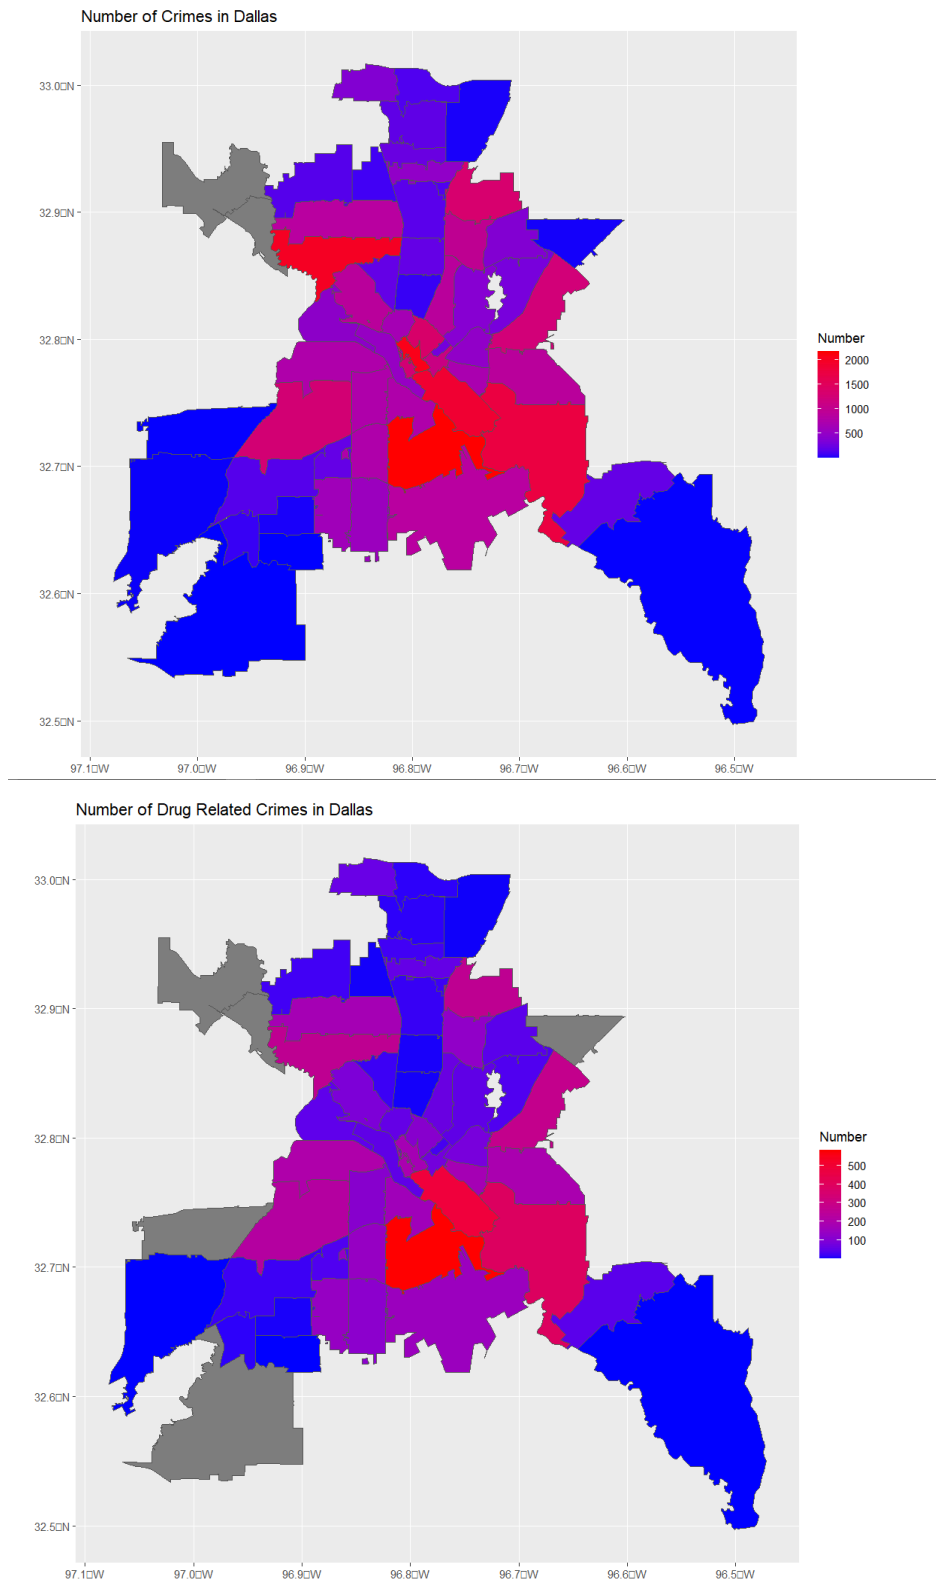 Number of Crimes in Dallas
33.0□N
32.9□N
32.8□N
32.7□N
32.6□N
32.5□N
97.1□W 97.0□W 96.9□W 96.8□W 96.7□W 96.6□W 96.5□W
Number
2000
1500
1000
500
Number of Drug Related Crimes in Dallas
33.0□N
32.9□N
32.8□N
32.7□N
32.6□N
32.5□N
97.1□W 97.0□W 96.9□W 96.8□W 96.7□W 96.6□W 96.5□W
Number
500
400
300
200
100